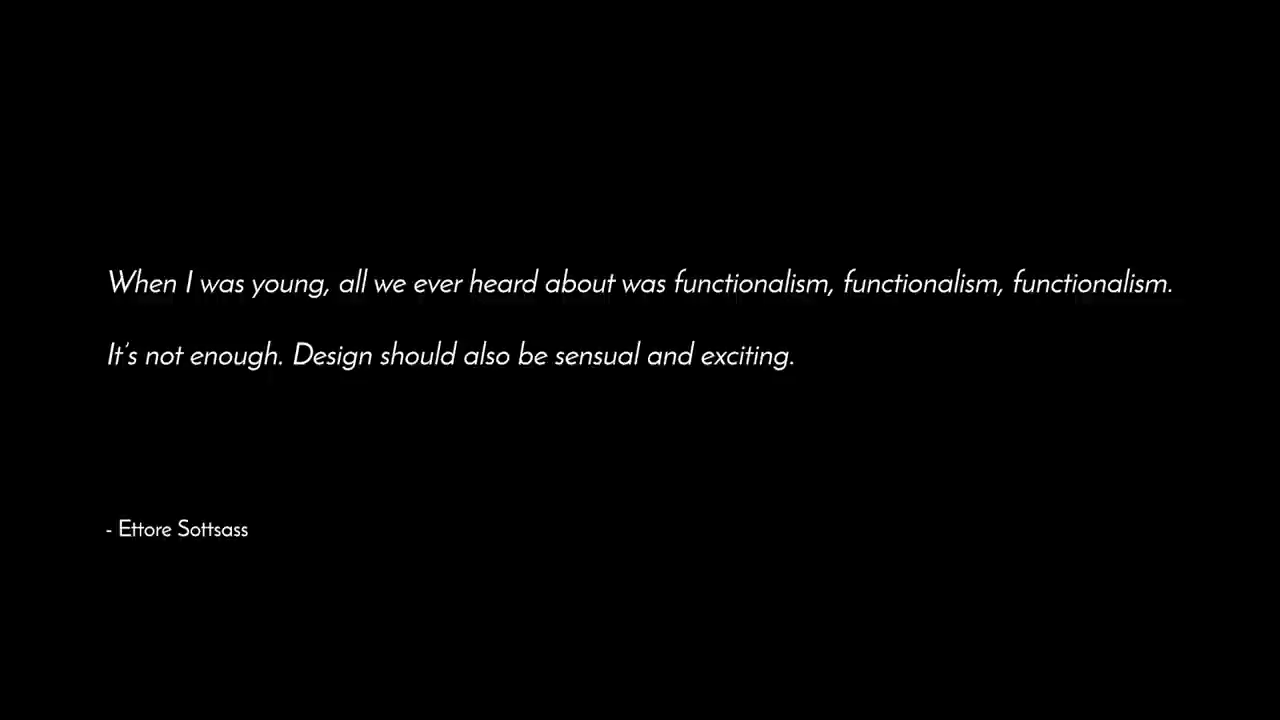 When I was young, all we ever heard about was functionalism, functionalism, functionalism.
It's not enough. Design should also be sensual and exciting.
- Ettore Sottsass